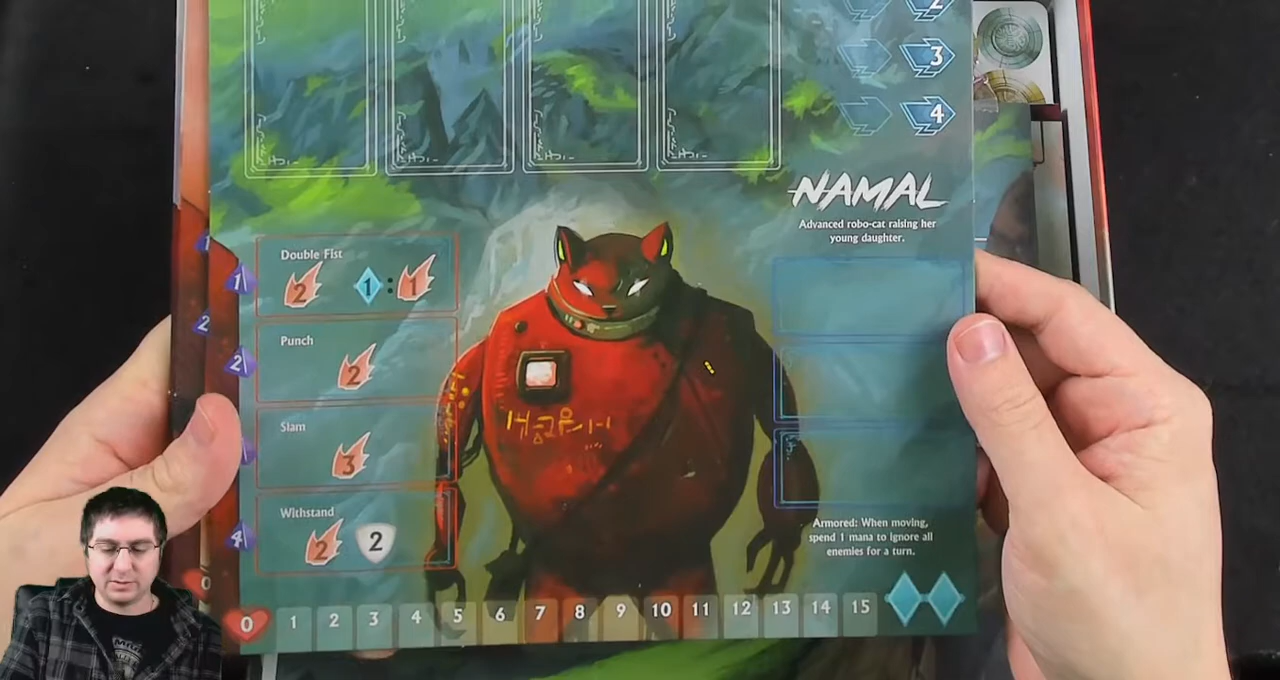 2
3
4
NAMAL
Advanced robo-cat raising her
young daughter.
Double Fist
1 2 1 : 1
Punch
2 2
Slam
3
Withstand
4 2 2
1
2
Armored: When moving,
spend 1 mana to ignore all
enemies for a turn.
0 1 2 3 4 5 6 7 8 9 10 11 12 13 14 15